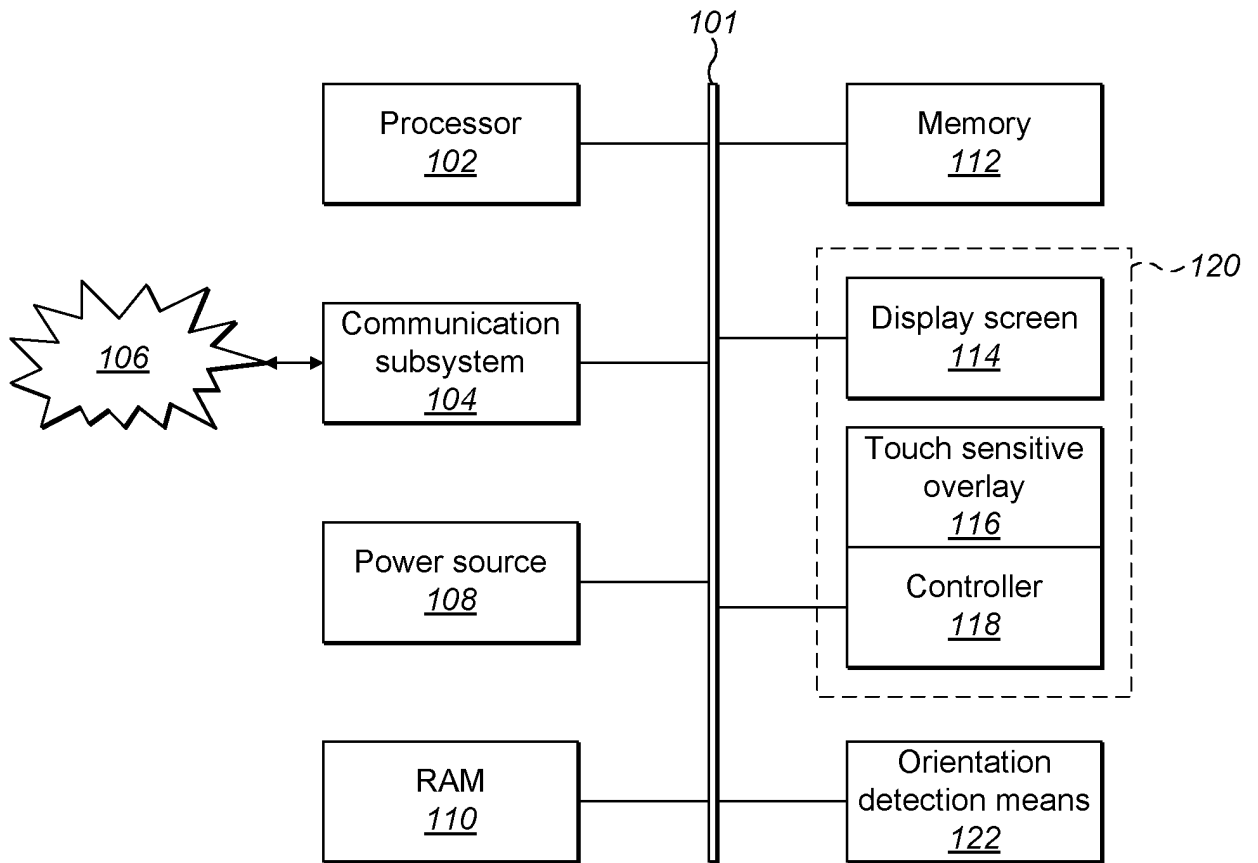 101
Processor
102
Memory
112
120
Display screen
114
Communication
subsystem
104
106
Touch sensitive
overlay
116
Power source
108
Controller
118
RAM
110
Orientation
detection means
122